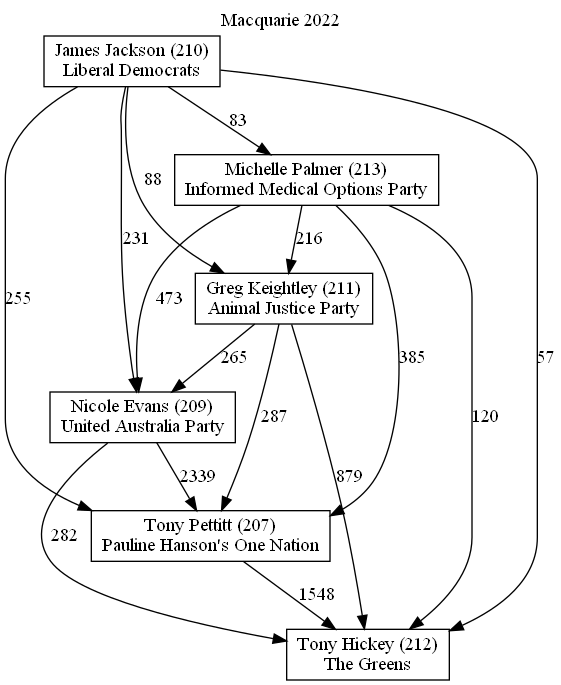 Macquarie 2022
James Jackson (210)
Liberal Democrats
83
Michelle Palmer (213)
Informed Medical Options Party
88
231
216
255
473
Greg Keightley (211)
Animal Justice Party
265
385
57
287
120
Nicole Evans (209)
United Australia Party
2339
879
282
Tony Pettitt (207)
Pauline Hanson's One Nation
1548
Tony Hickey (212)
The Greens